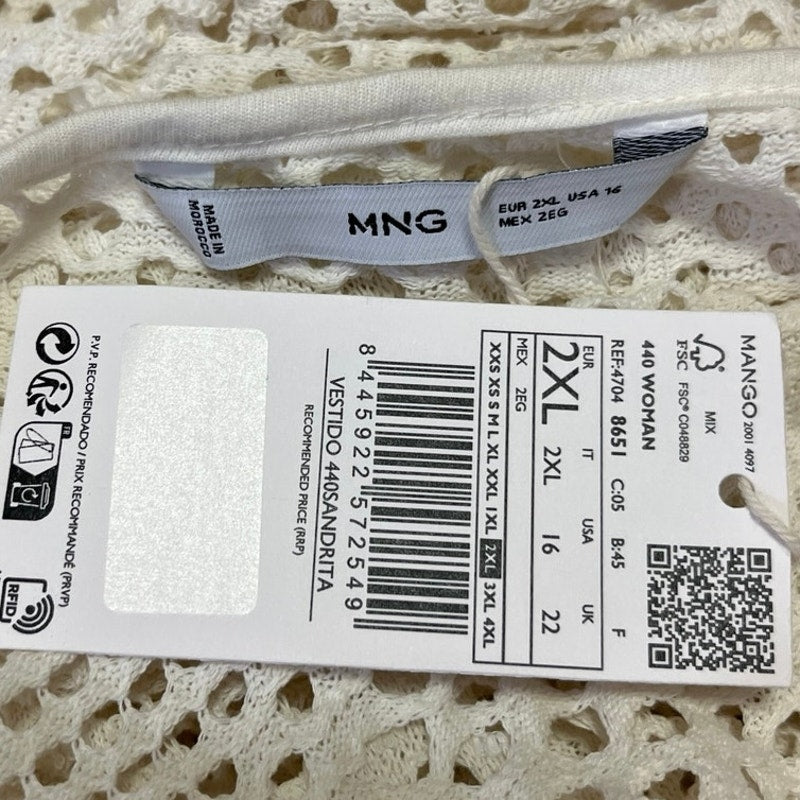 MADE IN
MOROCCO
MNG
EUR 2XL USA 16
MEX 2EG
MANGO 2001 4097
MIX
FSC
FSC® C048829
440 WOMAN
REF:4704 8651 C:05 B:45 F
EUR IT USA UK
2XL 2XL 16 22
MEX 2EG
XXS XS S M L XL XXL 1XL 2XL 3XL 4XL
8 445922 572549
VESTIDO 440SANDRITA
RECOMMENDED PRICE (RRP)
P.V.P. RECOMENDADO / PRIX RECOMMANDÉ (PRVP)
FR
RFID